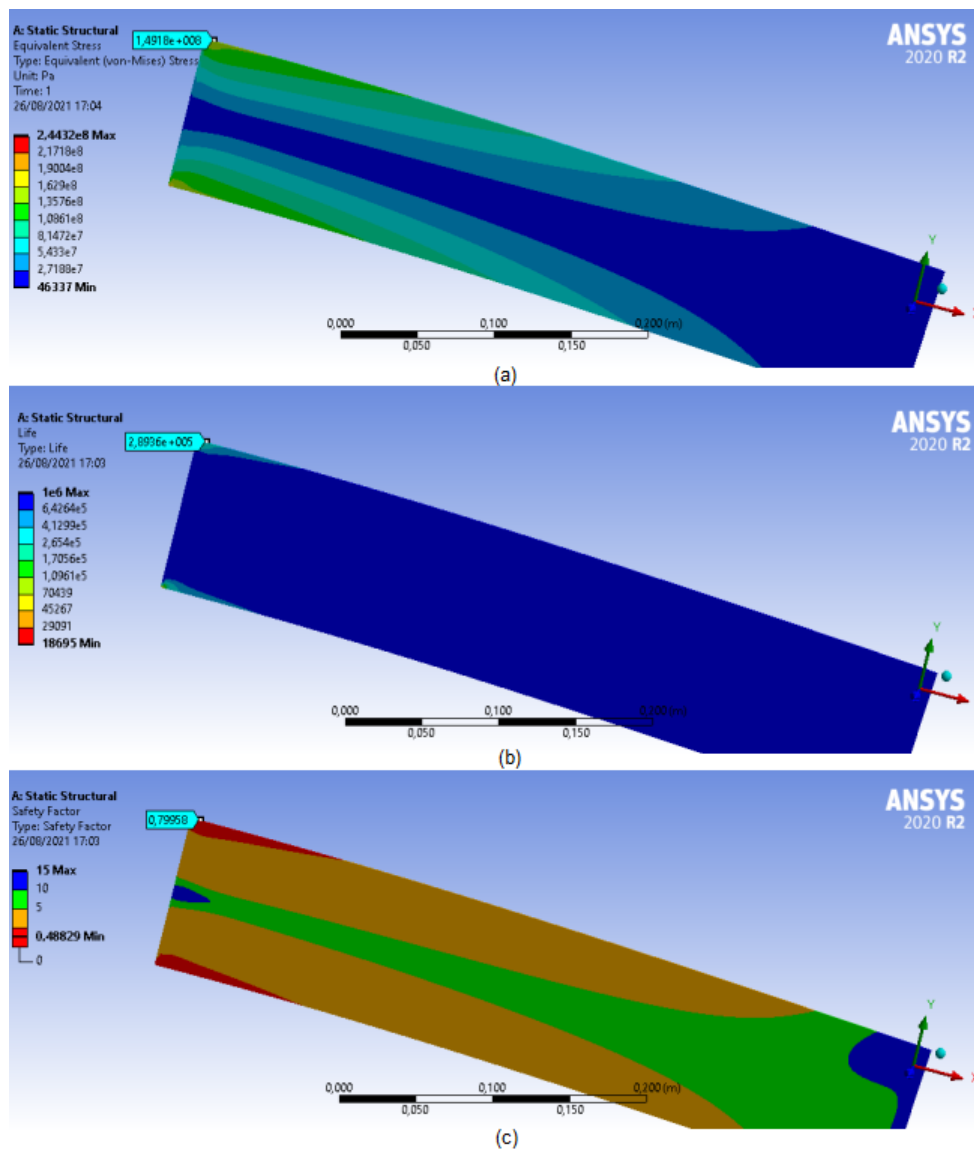 A: Static Structural
Equivalent Stress
Type: Equivalent (von-Mises) Stress
Unit: Pa
Time: 1
26/08/2021 17:04
1,4918e+008
ANSYS
2020 R2
2,4432e8 Max
2,1718e8
1,9004e8
1,629e8
1,3576e8
1,0861e8
8,1472e7
5,433e7
2,7188e7
46337 Min
Y
0,000
0,100
0,200 (m)
0,050
0,150
(a)
A: Static Structural
Life
Type: Life
26/08/2021 17:03
2,8936e+005
ANSYS
2020 R2
1e6 Max
6,4264e5
4,1299e5
2,654e5
1,7056e5
1,0961e5
70439
45267
29091
18695 Min
Y
0,000
0,100
0,200 (m)
0,050
0,150
(b)
A: Static Structural
Safety Factor
Type: Safety Factor
26/08/2021 17:03
0,79958
ANSYS
2020 R2
15 Max
10
5
0,48829 Min
0
Y
X
0,000
0,100
0,200 (m)
0,050
0,150
(c)